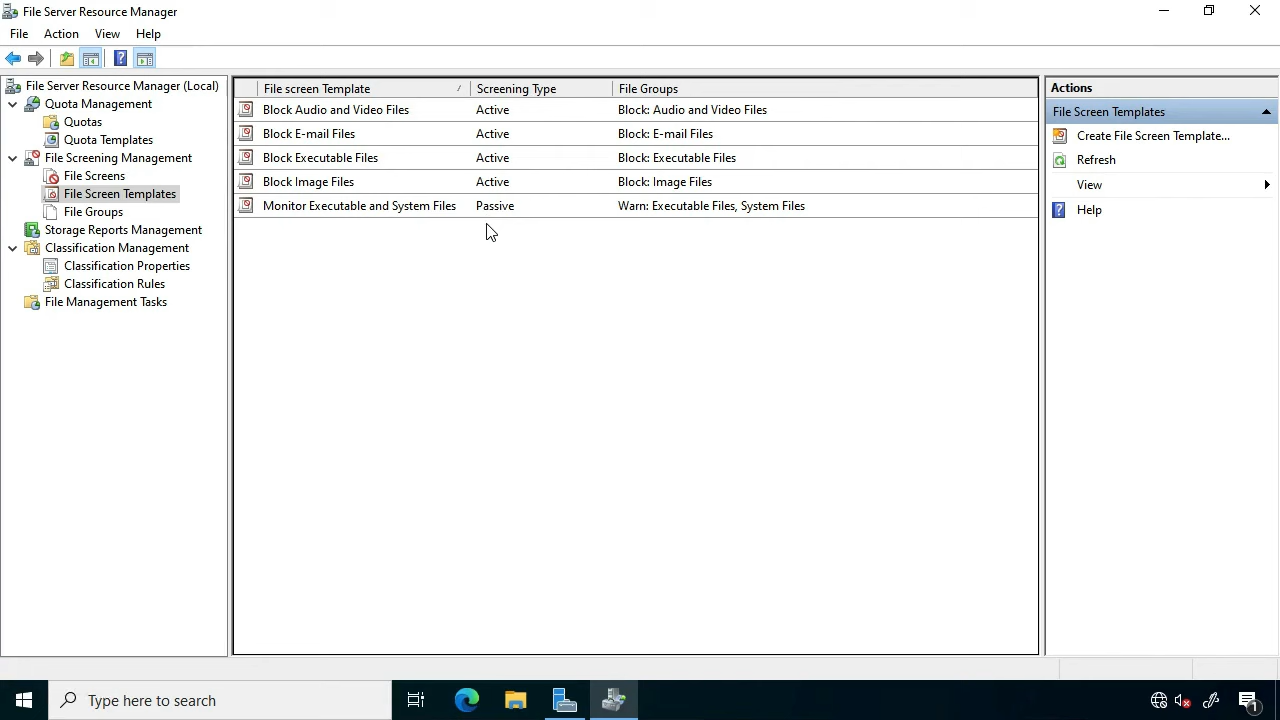 File Server Resource Manager
File Action View Help
File Server Resource Manager (Local)
Quota Management
Quotas
Quota Templates
File Screening Management
File Screens
File Screen Templates
File Groups
Storage Reports Management
Classification Management
Classification Properties
Classification Rules
File Management Tasks
File screen Template Screening Type File Groups
Block Audio and Video Files Active Block: Audio and Video Files
Block E-mail Files Active Block: E-mail Files
Block Executable Files Active Block: Executable Files
Block Image Files Active Block: Image Files
Monitor Executable and System Files Passive Warn: Executable Files, System Files
Actions
File Screen Templates
Create File Screen Template...
Refresh
View
Help
Type here to search
1